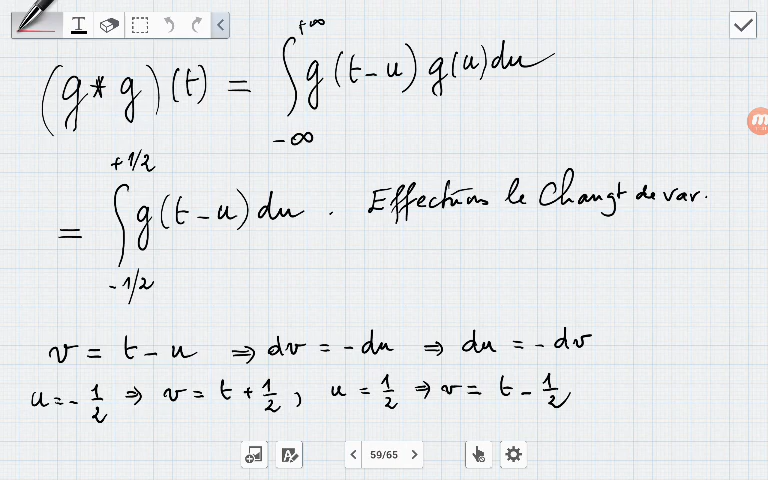 T
(g * g)(t) = ∫_{-∞}^{+∞} g(t-u) g(u) du
= ∫_{-1/2}^{+1/2} g(t-u) du . Effectuons le Changt de var.
v = t - u ⇒ dv = - du ⇒ du = - dv
u = - 1/2 ⇒ v = t + 1/2 , u = 1/2 ⇒ v = t - 1/2
59/65